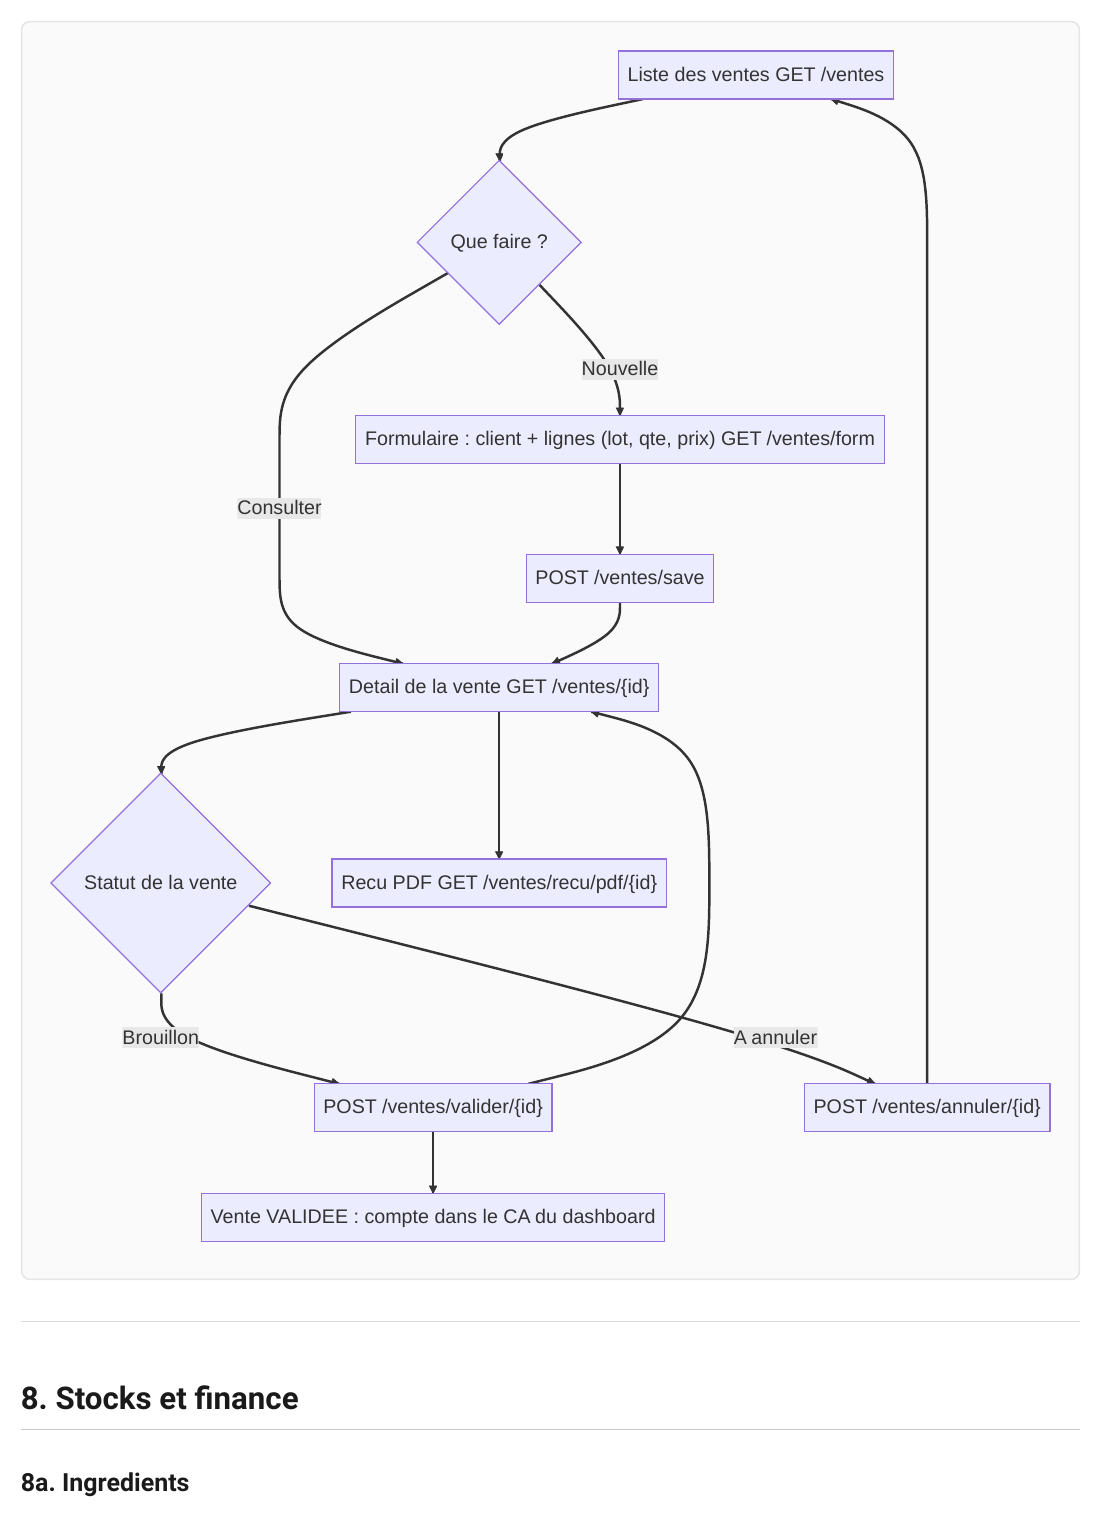 Liste des ventes GET /ventes
Que faire ?
Nouvelle
Formulaire : client + lignes (lot, qte, prix) GET /ventes/form
Consulter
POST /ventes/save
Detail de la vente GET /ventes/{id}
Statut de la vente
Recu PDF GET /ventes/recu/pdf/{id}
Brouillon
A annuler
POST /ventes/valider/{id}
POST /ventes/annuler/{id}
Vente VALIDEE : compte dans le CA du dashboard
8. Stocks et finance
8a. Ingredients